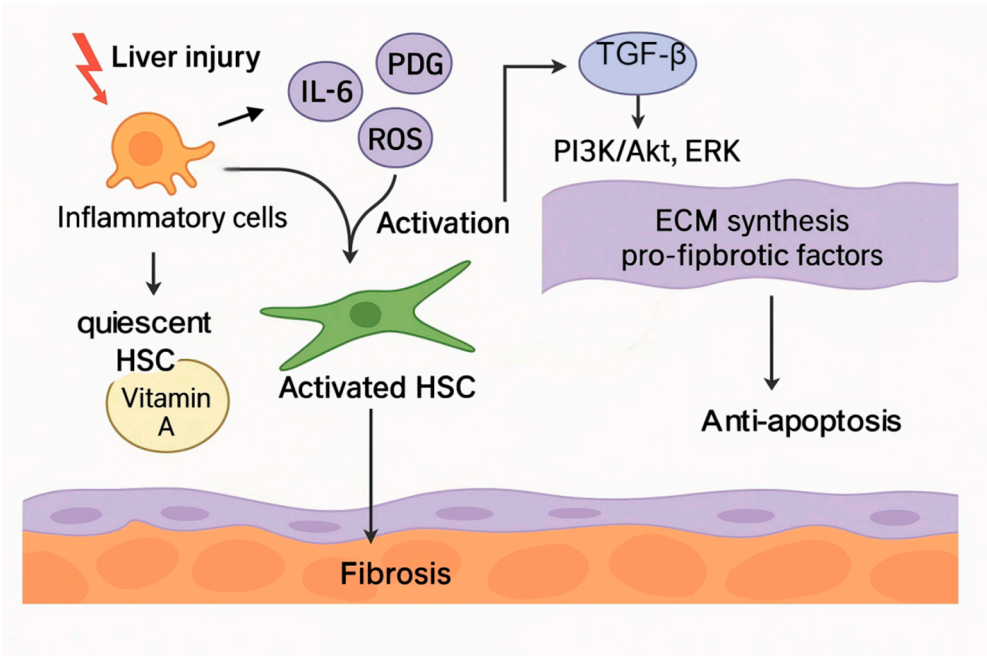 Liver injury
IL-6
PDG
ROS
TGF-β
PI3K/Akt, ERK
Inflammatory cells
Activation
ECM synthesis
pro-fipbrotic factors
quiescent
HSC
Vitamin
A
Activated HSC
Anti-apoptosis
Fibrosis